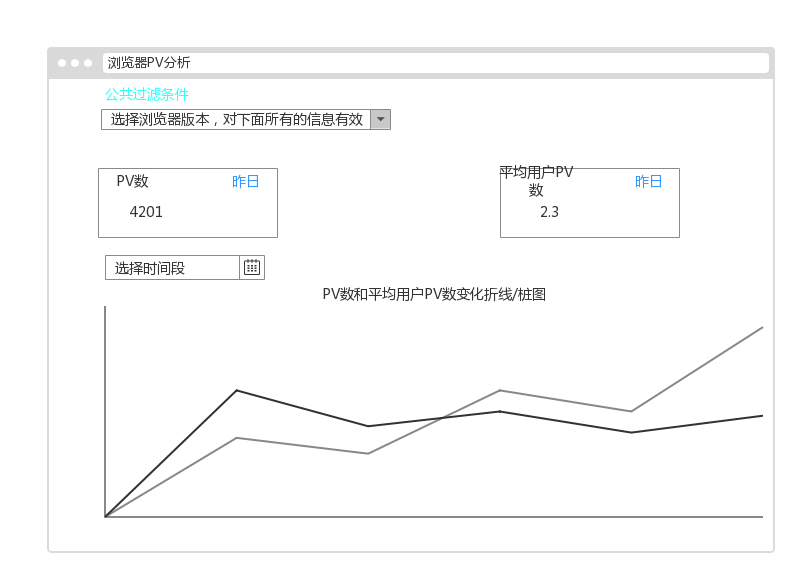 浏览器PV分析
公共过滤条件
选择浏览器版本，对下面所有的信息有效
PV数
昨日
4201
平均用户PV
数
昨日
2.3
选择时间段
PV数和平均用户PV数变化折线/桩图